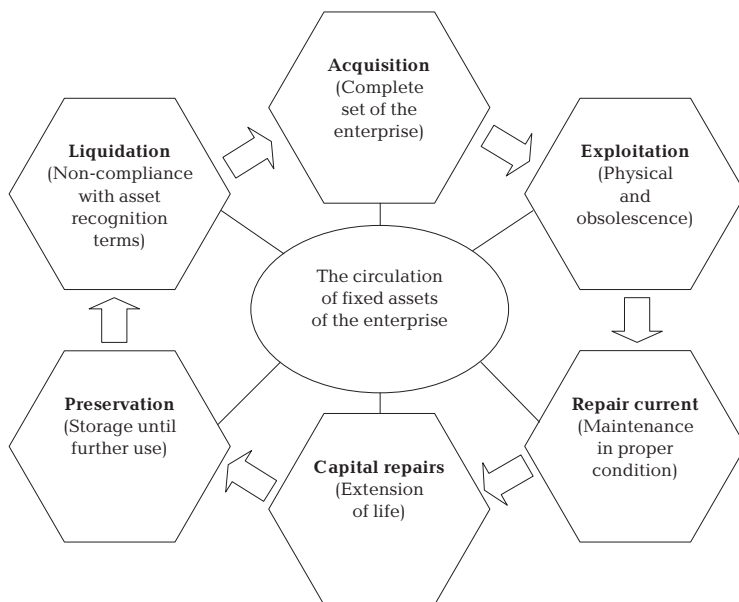 Acquisition
(Complete
set of the
enterprise)
Exploitation
(Physical
and
obsolescence)
Repair current
(Maintenance
in proper
condition)
Capital repairs
(Extension
of life)
Preservation
(Storage until
further use)
Liquidation
(Non-compliance
with asset
recognition
terms)
The circulation
of fixed assets
of the enterprise